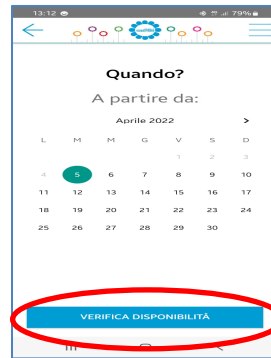 13:12 79%
Quando?
A partire da:
Aprile 2022 >
L M M G V S D
1 2 3
4 5 6 7 8 9 10
11 12 13 14 15 16 17
18 19 20 21 22 23 24
25 26 27 28 29 30
VERIFICA DISPONIBILITÀ